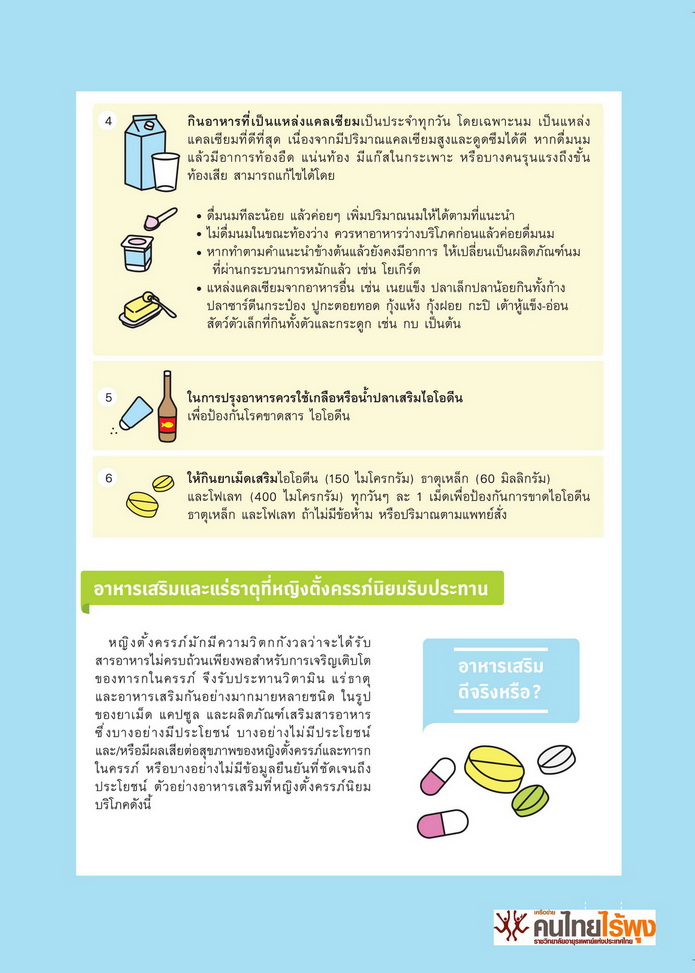 4
กินอาหารที่เป็นแหล่งแคลเซียมเป็นประจำทุกวัน โดยเฉพาะนม เป็นแหล่ง
แคลเซียมที่ดีที่สุด เนื่องจากมีปริมาณแคลเซียมสูงและดูดซึมได้ดี หากดื่มนม
แล้วมีอาการท้องอืด แน่นท้อง มีแก๊สในกระเพาะ หรือบางคนรุนแรงถึงขั้น
ท้องเสีย สามารถแก้ไขได้โดย
• ดื่มนมทีละน้อย แล้วค่อยๆ เพิ่มปริมาณนมให้ได้ตามที่แนะนำ
• ไม่ดื่มนมในขณะท้องว่าง ควรหาอาหารว่างบริโภคก่อนแล้วค่อยดื่มนม
• หากทำตามคำแนะนำข้างต้นแล้วยังคงมีอาการ ให้เปลี่ยนเป็นผลิตภัณฑ์นม
ที่ผ่านกระบวนการหมักแล้ว เช่น โยเกิร์ต
• แหล่งแคลเซียมจากอาหารอื่น เช่น เนยแข็ง ปลาเล็กปลาน้อยกินทั้งก้าง
ปลาซาร์ดีนกระป๋อง ปูกะตอยทอด กุ้งแห้ง กุ้งฝอย กะปิ เต้าหู้แข็ง-อ่อน
สัตว์ตัวเล็กที่กินทั้งตัวและกระดูก เช่น กบ เป็นต้น
5
ในการปรุงอาหารควรใช้เกลือหรือน้ำปลาเสริมไอโอดีน
เพื่อป้องกันโรคขาดสาร ไอโอดีน
6
ให้กินยาเม็ดเสริมไอโอดีน (150 ไมโครกรัม) ธาตุเหล็ก (60 มิลลิกรัม)
และโฟเลท (400 ไมโครกรัม) ทุกวันๆ ละ 1 เม็ดเพื่อป้องกันการขาดไอโอดีน
ธาตุเหล็ก และโฟเลท ถ้าไม่มีข้อห้าม หรือปริมาณตามแพทย์สั่ง
อาหารเสริมและแร่ธาตุที่หญิงตั้งครรภ์นิยมรับประทาน
หญิงตั้งครรภ์มักมีความวิตกกังวลว่าจะได้รับ
สารอาหารไม่ครบถ้วนเพียงพอสำหรับการเจริญเติบโต
ของทารกในครรภ์ จึงรับประทานวิตามิน แร่ธาตุ
และอาหารเสริมกันอย่างมากมายหลายชนิด ในรูป
ของยาเม็ด แคปซูล และผลิตภัณฑ์เสริมสารอาหาร
ซึ่งบางอย่างมีประโยชน์ บางอย่างไม่มีประโยชน์
และ/หรือมีผลเสียต่อสุขภาพของหญิงตั้งครรภ์และทารก
ในครรภ์ หรือบางอย่างไม่มีข้อมูลยืนยันที่ชัดเจนถึง
ประโยชน์ ตัวอย่างอาหารเสริมที่หญิงตั้งครรภ์นิยม
บริโภคดังนี้
อาหารเสริม
ดีจริงหรือ?
เครือข่าย
คนไทยไร้พุง
ราชวิทยาลัยอายุรแพทย์แห่งประเทศไทย